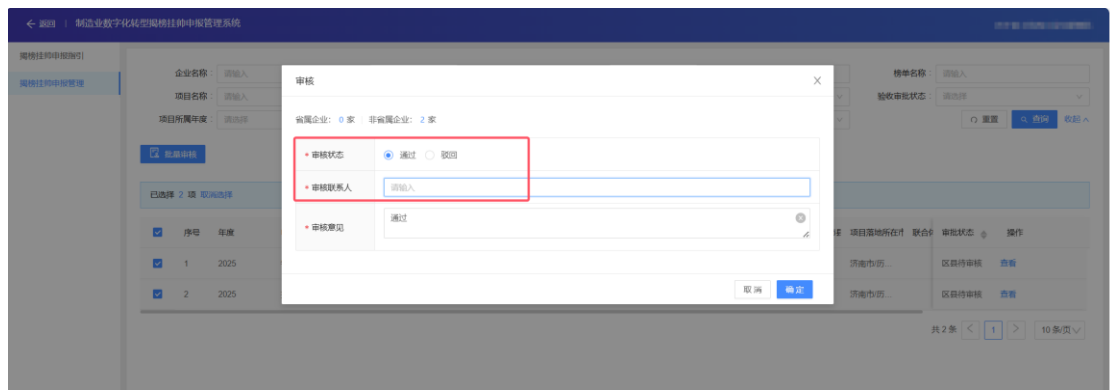 ← 返回 | 制造业数字化转型揭榜挂帅申报管理系统
揭榜挂帅申报指引
揭榜挂帅申报管理
企业名称: 请输入
榜单名称: 请输入
项目名称: 请输入
验收审批状态: 请选择
项目所属年度: 请选择
重置 查询 收起
批量审核
已选择 2 项 取消选择
序号 年度 项目落地所在市 联合 审批状态 操作
1 2025 济南市/历... 区县待审核 查看
2 2025 济南市/历... 区县待审核 查看
共 2 条 < 1 > 10 条/页
审核
省属企业: 0 家 非省属企业: 2 家
* 审核状态 通过 驳回
* 审核联系人 请输入
* 审核意见 通过
取 消 确 定